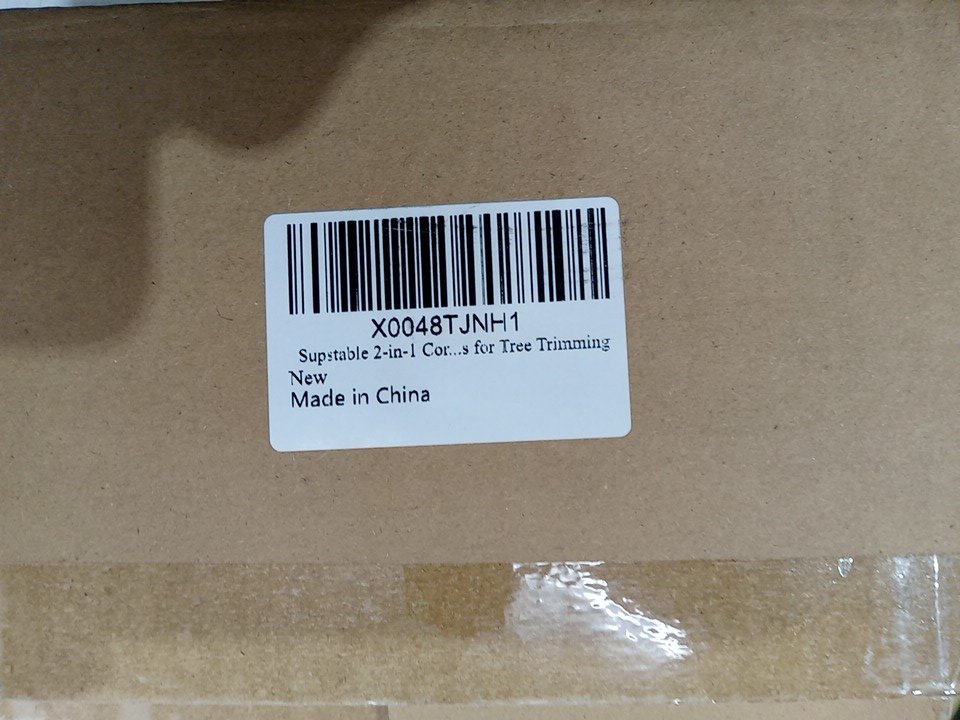 X0048TJNH1
Supstable 2-in-1 Cor...s for Tree Trimming
New
Made in China